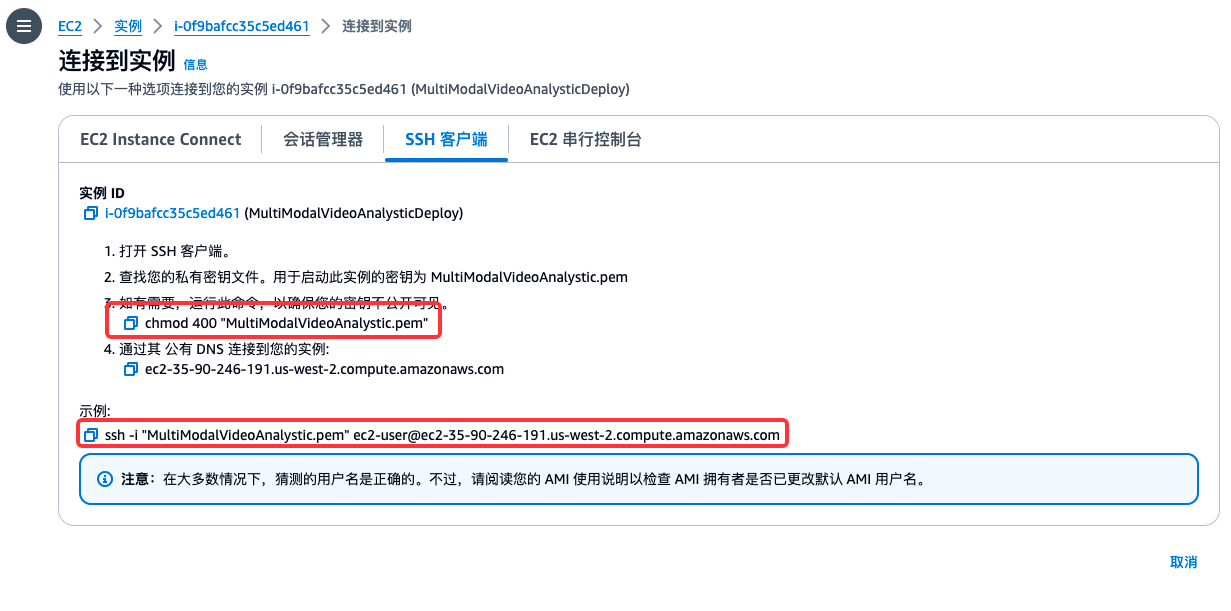 EC2 > 实例 > i-0f9bafcc35c5ed461 > 连接到实例
连接到实例 信息
使用以下一种选项连接到您的实例 i-0f9bafcc35c5ed461 (MultiModalVideoAnalysticDeploy)
EC2 Instance Connect 会话管理器 SSH 客户端 EC2 串行控制台
实例 ID
i-0f9bafcc35c5ed461 (MultiModalVideoAnalysticDeploy)
1. 打开 SSH 客户端。
2. 查找您的私有密钥文件。用于启动此实例的密钥为 MultiModalVideoAnalystic.pem
3. 如有需要，运行此命令，以确保您的密钥不公开可见。
chmod 400 "MultiModalVideoAnalystic.pem"
4. 通过其 公有 DNS 连接到您的实例:
ec2-35-90-246-191.us-west-2.compute.amazonaws.com
示例:
ssh -i "MultiModalVideoAnalystic.pem" ec2-user@ec2-35-90-246-191.us-west-2.compute.amazonaws.com
注意：在大多数情况下，猜测的用户名是正确的。不过，请阅读您的 AMI 使用说明以检查 AMI 拥有者是否已更改默认 AMI 用户名。
取消